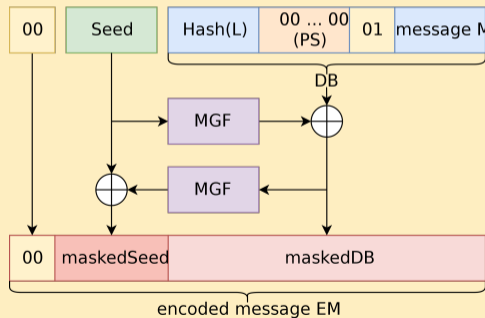 00
Seed
Hash(L)
00 ... 00
(PS)
01
message M
DB
MGF
MGF
00
maskedSeed
maskedDB
encoded message EM